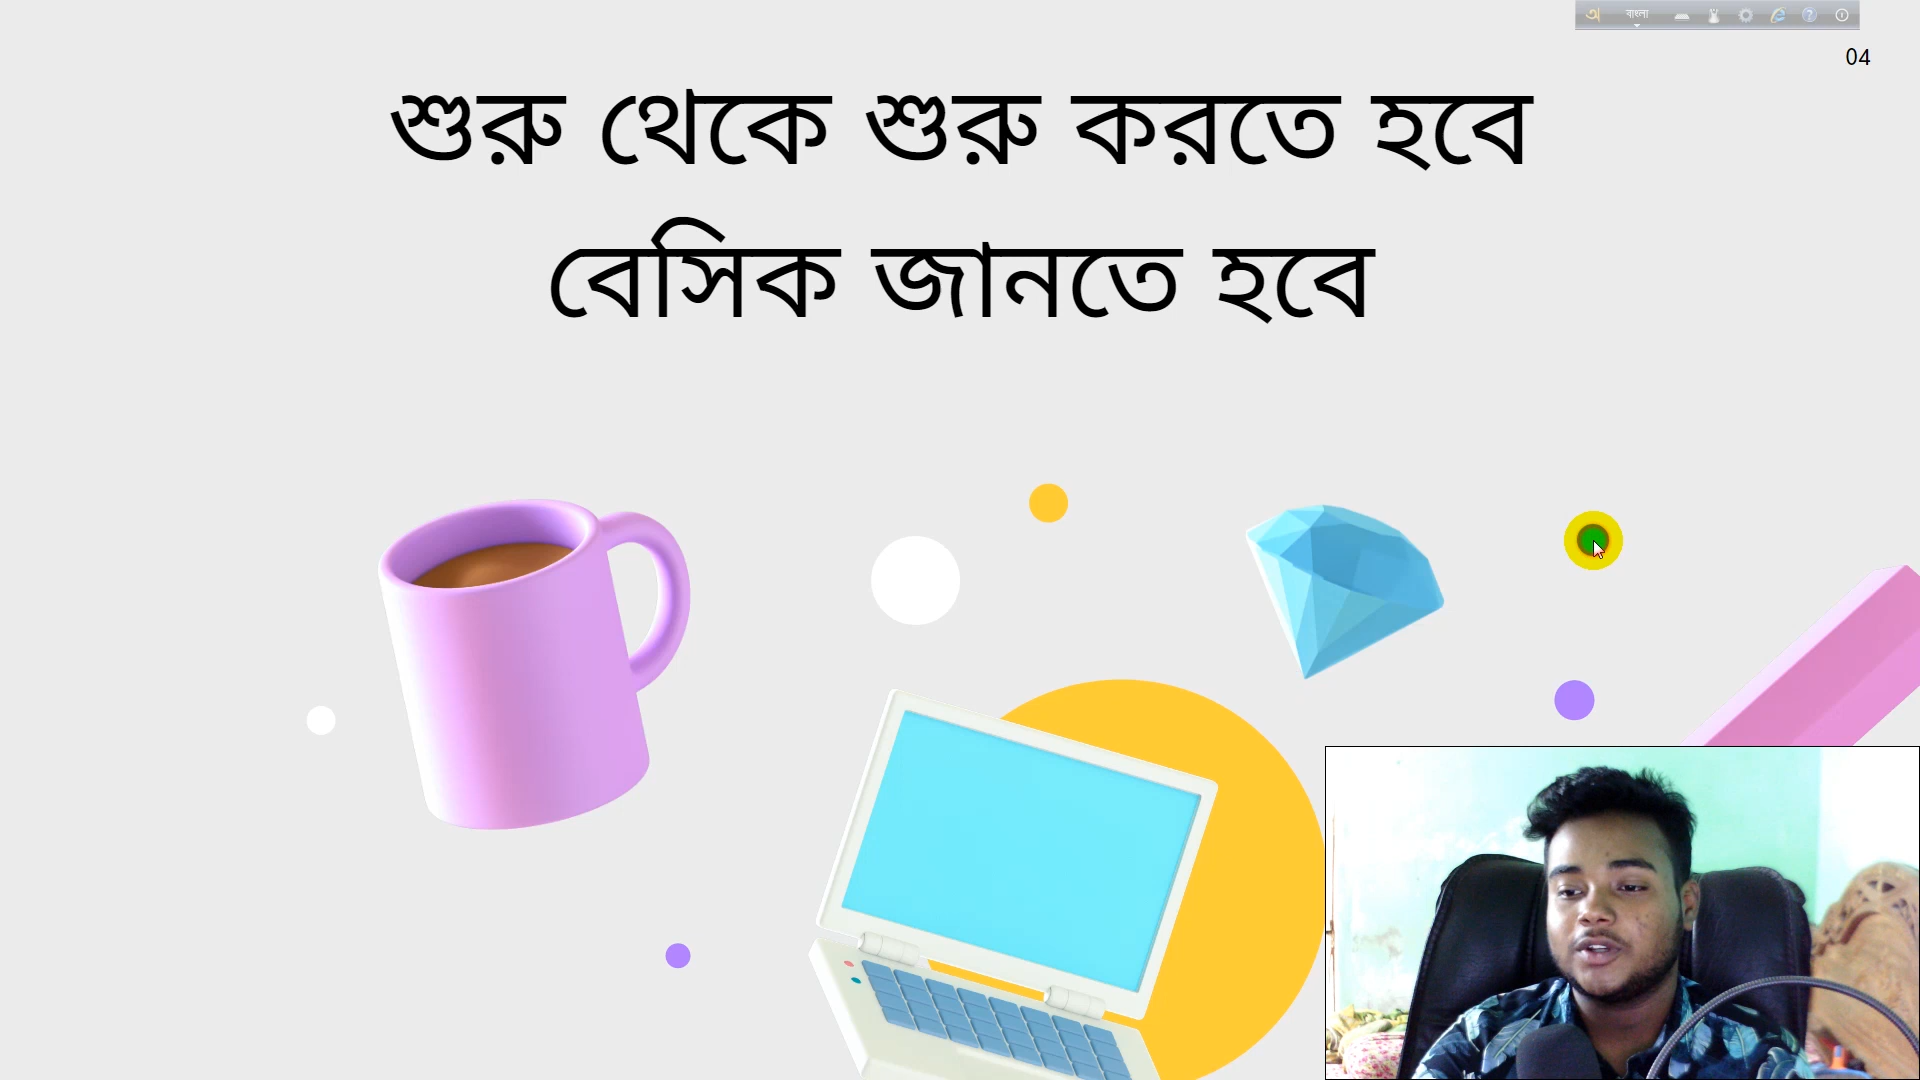 বাংলা
04
শুরু থেকে শুরু করতে হবে
বেসিক জানতে হবে